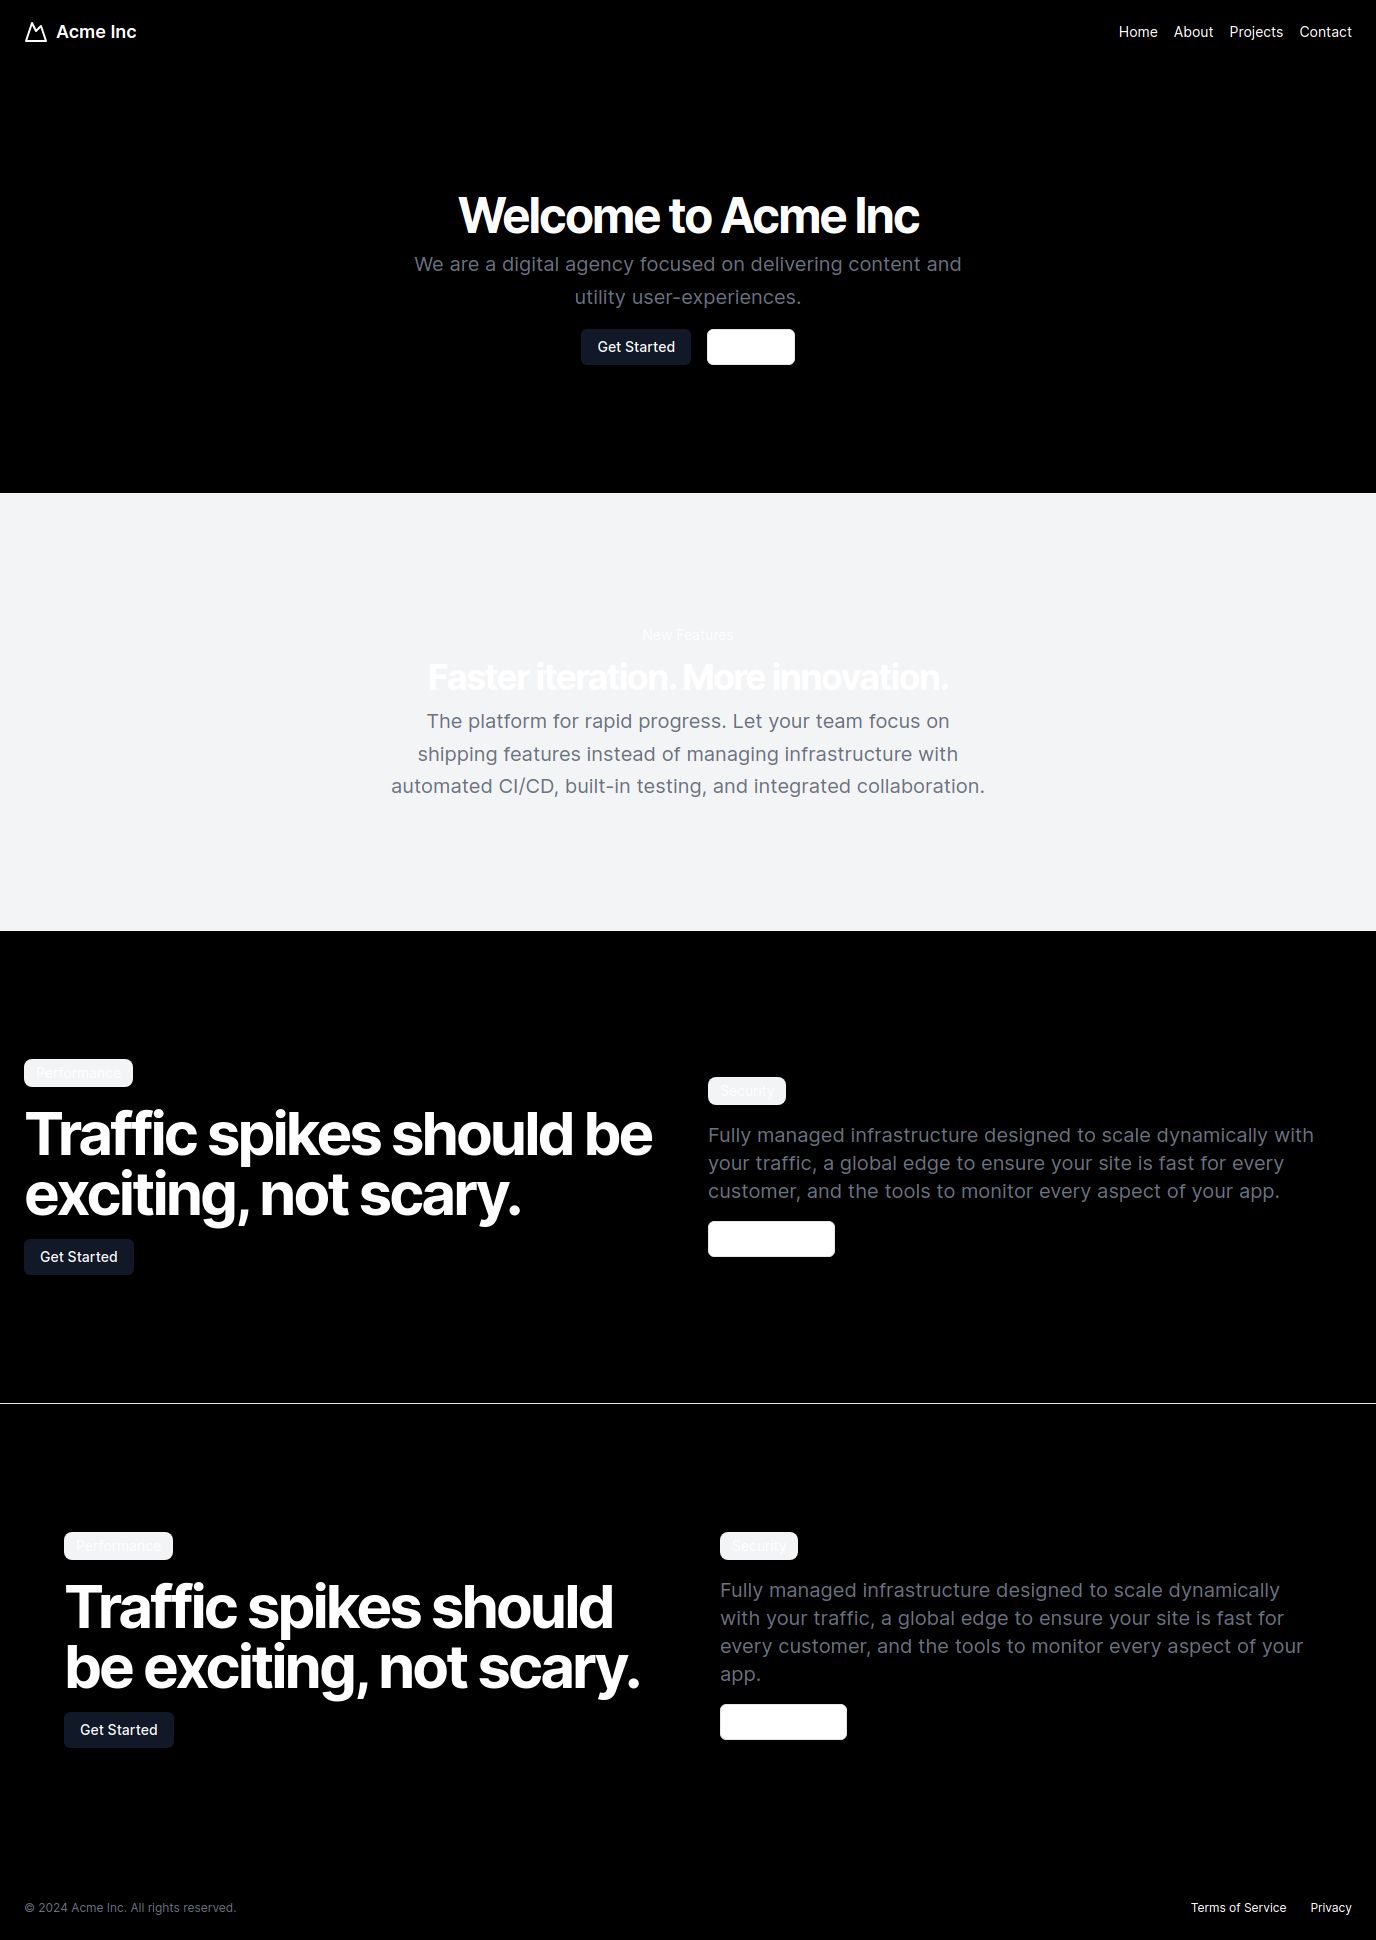 Acme Inc
Home
About
Projects
Contact
Welcome to Acme Inc
We are a digital agency focused on delivering content and
utility user-experiences.
Get Started
New Features
Faster iteration. More innovation.
The platform for rapid progress. Let your team focus on
shipping features instead of managing infrastructure with
automated CI/CD, built-in testing, and integrated collaboration.
Performance
Traffic spikes should be
exciting, not scary.
Get Started
Security
Fully managed infrastructure designed to scale dynamically with
your traffic, a global edge to ensure your site is fast for every
customer, and the tools to monitor every aspect of your app.
Performance
Traffic spikes should
be exciting, not scary.
Get Started
Security
Fully managed infrastructure designed to scale dynamically
with your traffic, a global edge to ensure your site is fast for
every customer, and the tools to monitor every aspect of your
app.
© 2024 Acme Inc. All rights reserved.
Terms of Service
Privacy